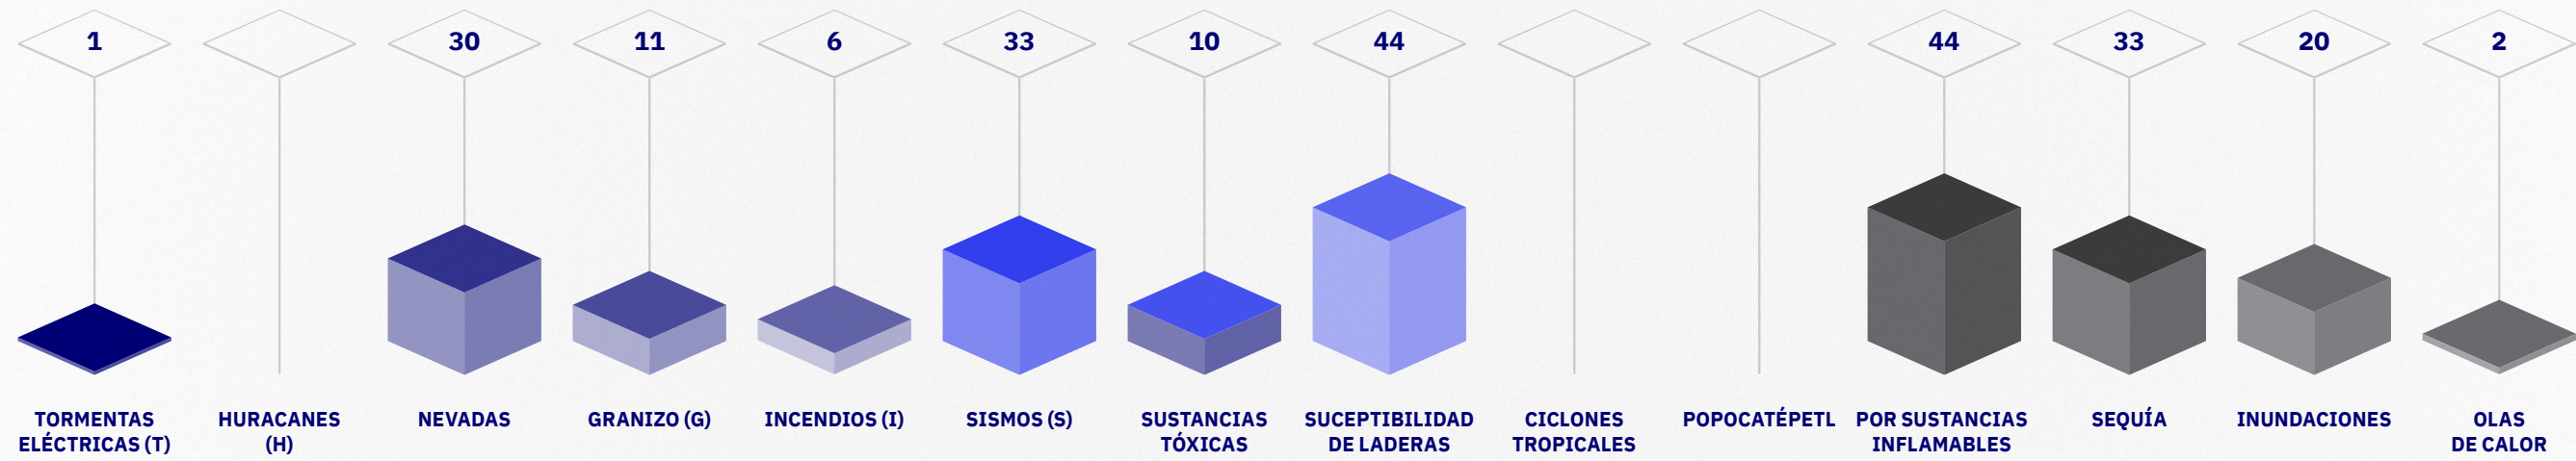 1
30
11
6
33
10
44
44
33
20
2
TORMENTAS
ELÉCTRICAS (T)
HURACANES
(H)
NEVADAS
GRANIZO (G)
INCENDIOS (I)
SISMOS (S)
SUSTANCIAS
TÓXICAS
SUCEPTIBILIDAD
DE LADERAS
CICLONES
TROPICALES
POPOCATÉPETL
POR SUSTANCIAS
INFLAMABLES
SEQUÍA
INUNDACIONES
OLAS
DE CALOR